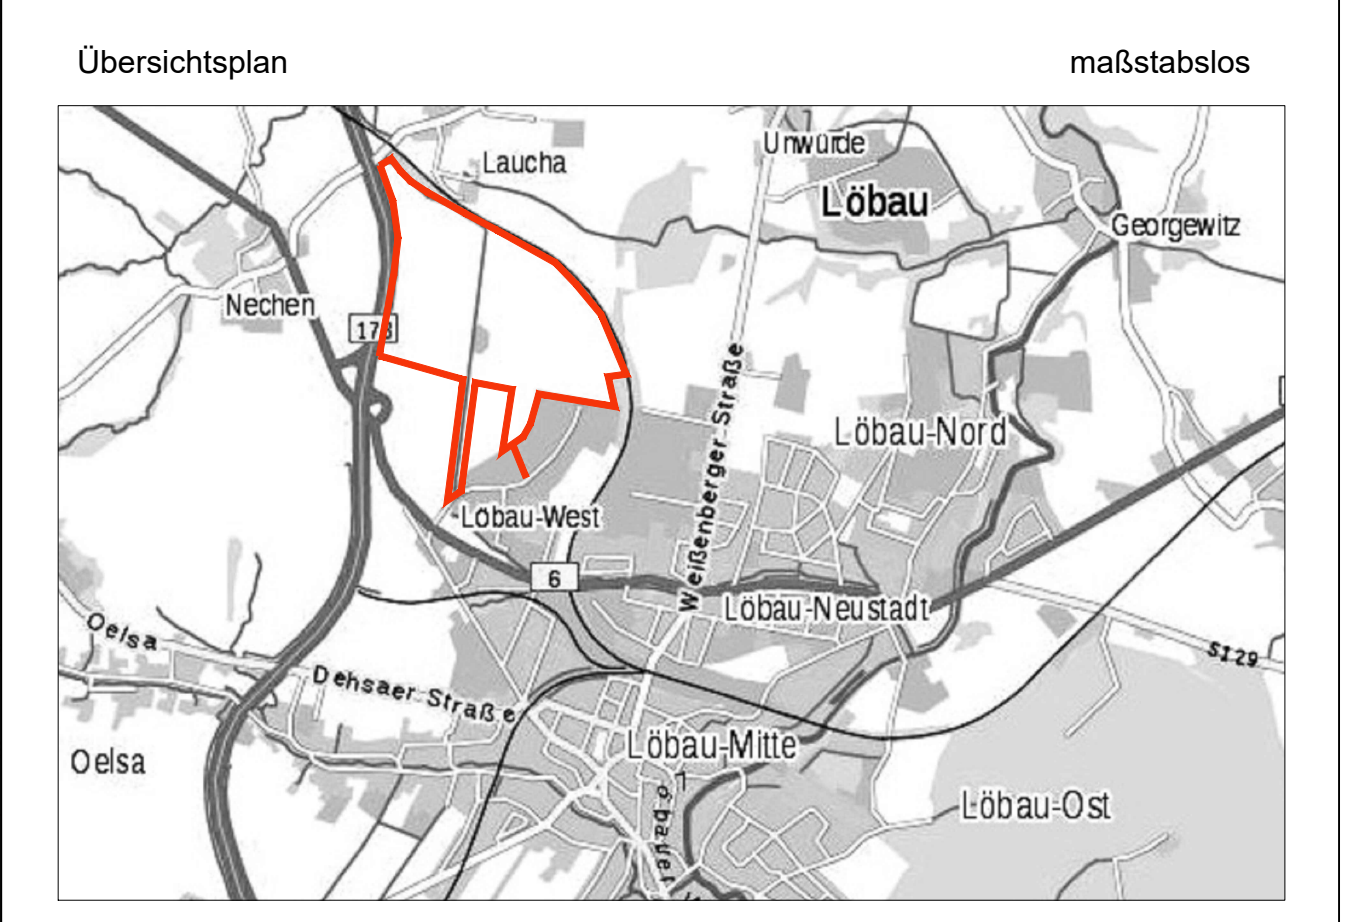 Übersichtsplan
maßstabslos
Laucha
Unwürde
Löbau
Georgewitz
Nechen
178
Weißenberger-Straße
Löbau-Nord
Löbau-West
6
Löbau-Neustadt
Oelsa
S129
Dehsaer-Straße
Löbau-Mitte
Oelsa
Löbau-Ost